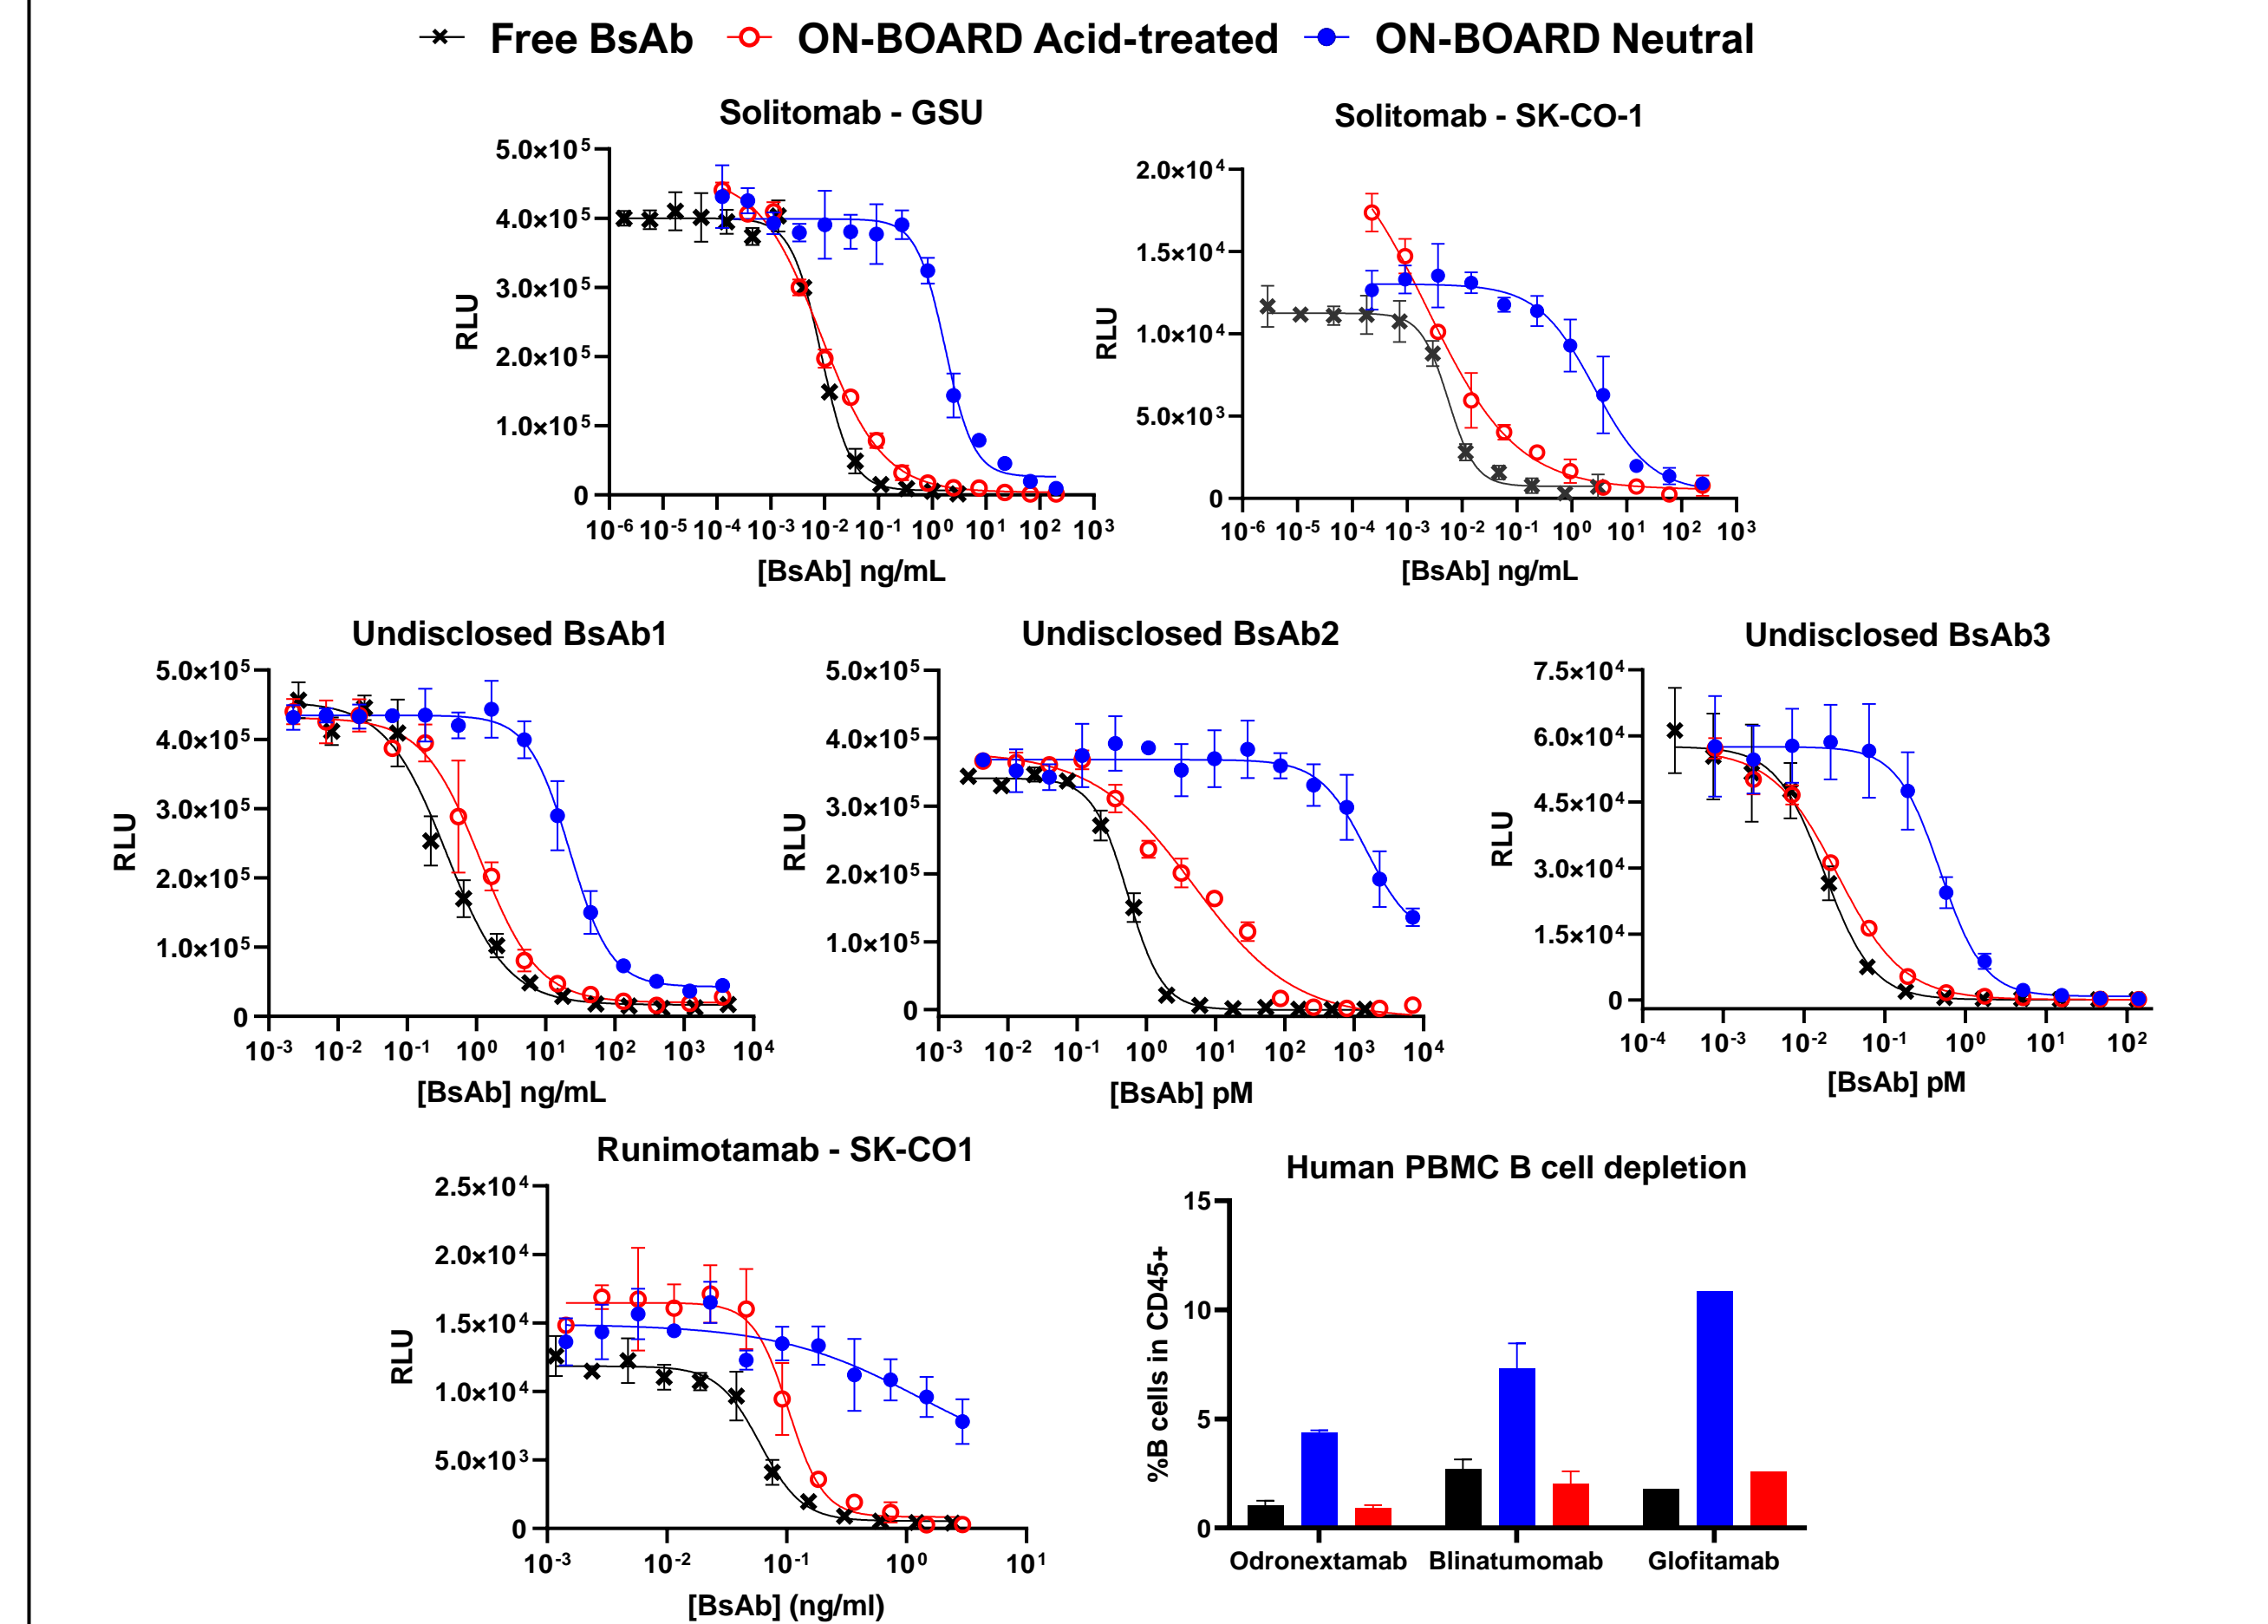 Free BsAb ON-BOARD Acid-treated ON-BOARD Neutral
Solitomab - GSU
5.0×10⁵
4.0×10⁵
3.0×10⁵
2.0×10⁵
1.0×10⁵
0
RLU
10⁻⁶ 10⁻⁵ 10⁻⁴ 10⁻³ 10⁻² 10⁻¹ 10⁰ 10¹ 10² 10³
[BsAb] ng/mL
Solitomab - SK-CO-1
2.0×10⁴
1.5×10⁴
1.0×10⁴
5.0×10³
0
RLU
10⁻⁶ 10⁻⁵ 10⁻⁴ 10⁻³ 10⁻² 10⁻¹ 10⁰ 10¹ 10² 10³
[BsAb] ng/mL
Undisclosed BsAb1
5.0×10⁵
4.0×10⁵
3.0×10⁵
2.0×10⁵
1.0×10⁵
0
RLU
10⁻³ 10⁻² 10⁻¹ 10⁰ 10¹ 10² 10³ 10⁴
[BsAb] ng/mL
Undisclosed BsAb2
5.0×10⁵
4.0×10⁵
3.0×10⁵
2.0×10⁵
1.0×10⁵
0
RLU
10⁻³ 10⁻² 10⁻¹ 10⁰ 10¹ 10² 10³ 10⁴
[BsAb] pM
Undisclosed BsAb3
7.5×10⁴
6.0×10⁴
4.5×10⁴
3.0×10⁴
1.5×10⁴
0
RLU
10⁻⁴ 10⁻³ 10⁻² 10⁻¹ 10⁰ 10¹ 10²
[BsAb] pM
Runimotamab - SK-CO1
2.5×10⁴
2.0×10⁴
1.5×10⁴
1.0×10⁴
5.0×10³
0
RLU
10⁻³ 10⁻² 10⁻¹ 10⁰ 10¹
[BsAb] (ng/ml)
Human PBMC B cell depletion
15
10
5
0
%B cells in CD45+
Odronextamab Blinatumomab Glofitamab